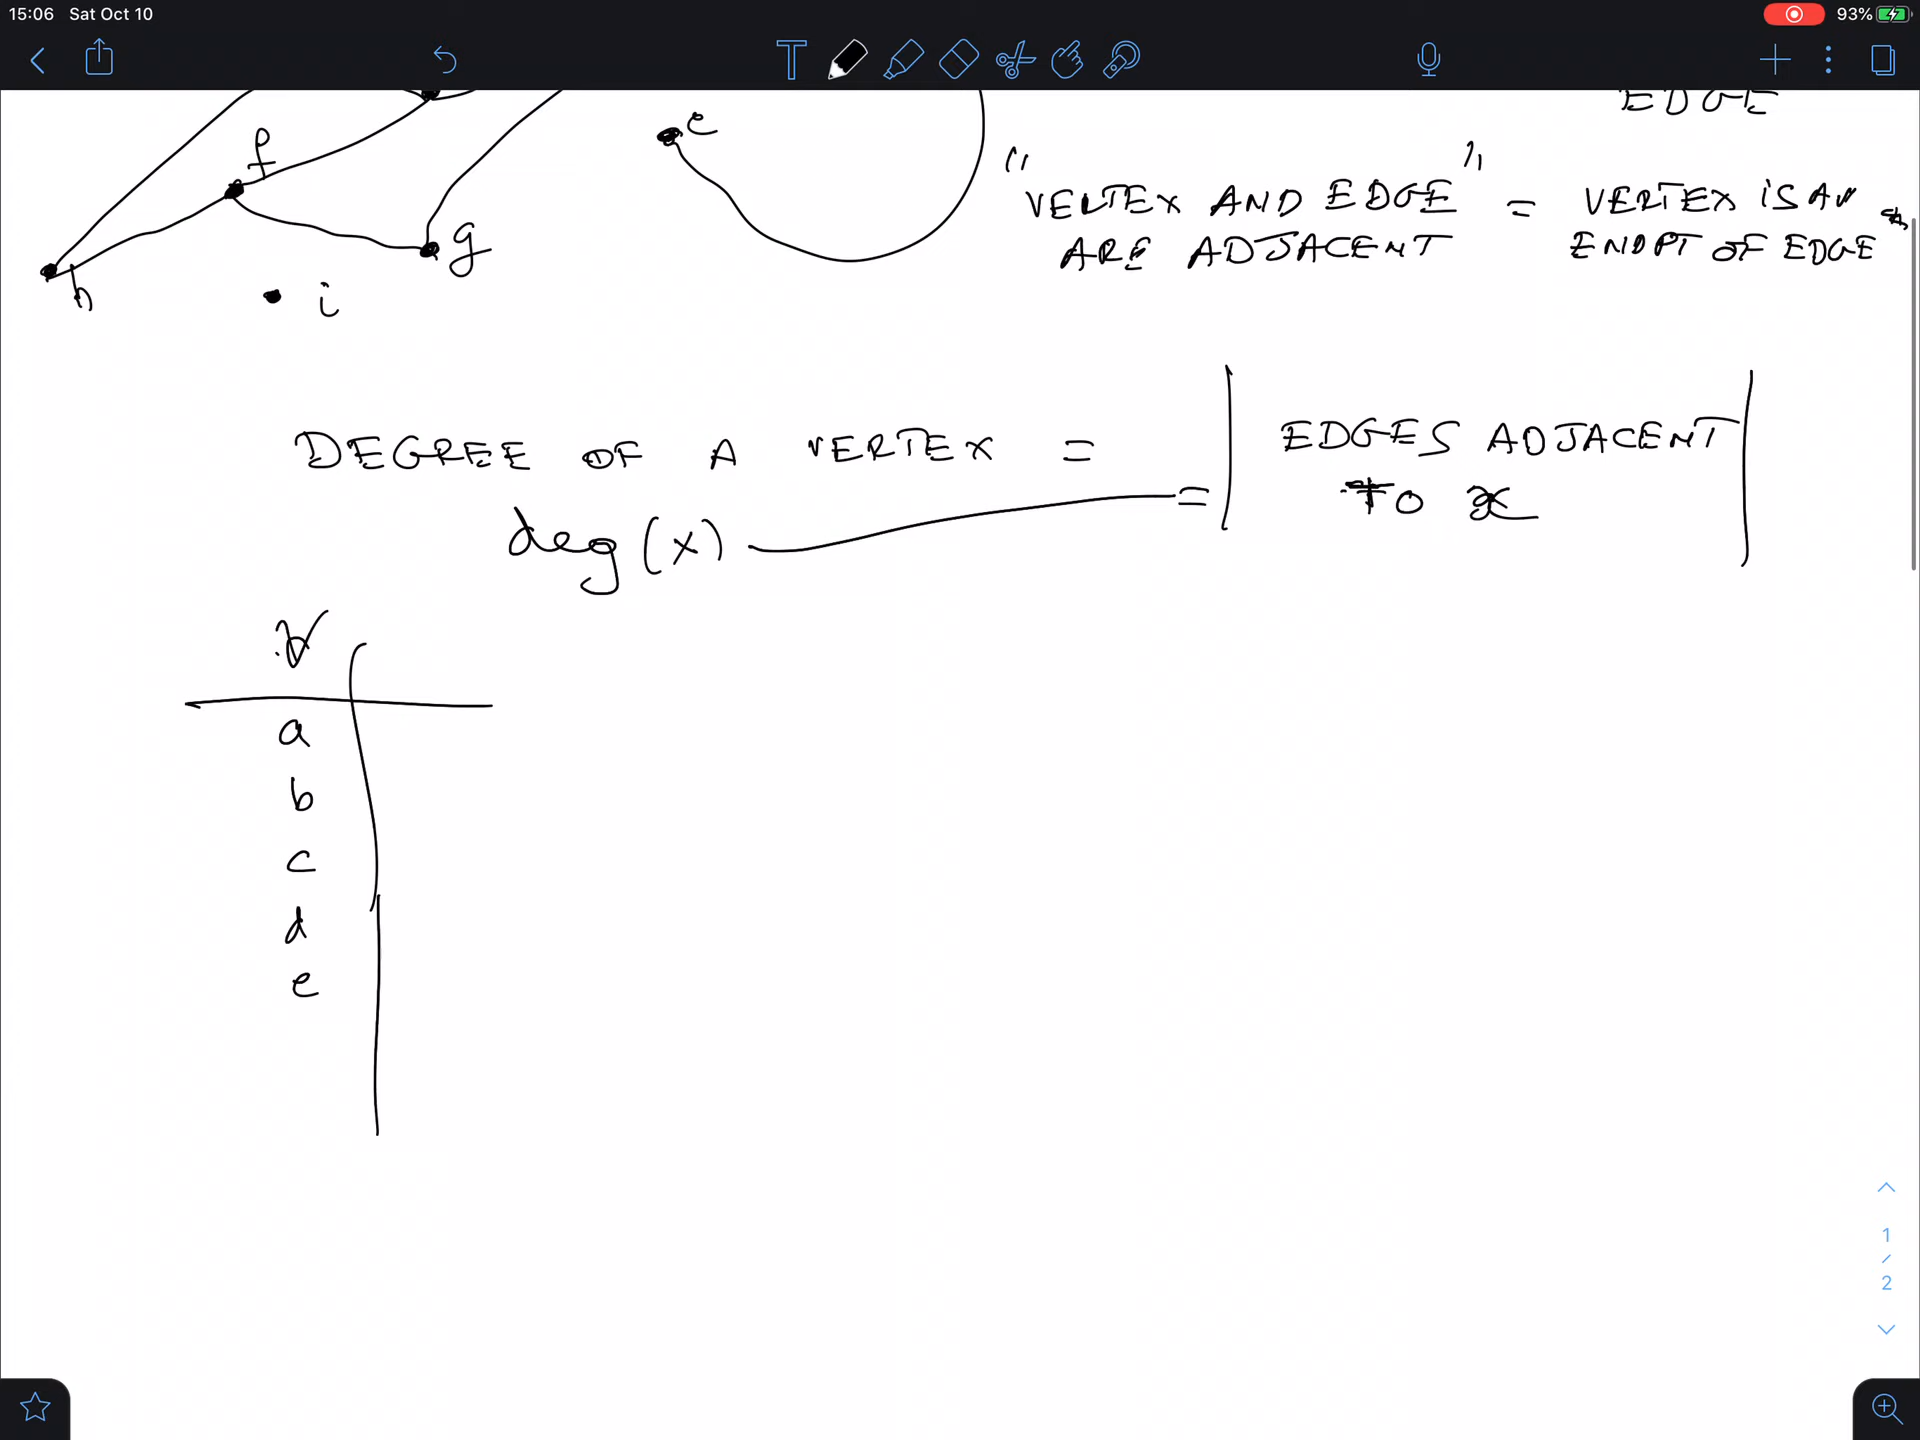 15:06 Sat Oct 10
93%
EDGE
e
f
"VERTEX AND EDGE" = VERTEX IS AN
ARE ADJACENT
ENDPT OF EDGE
g
h
i
DEGREE OF A VERTEX = | EDGES ADJACENT
TO x |
deg(x) =
V
a
b
c
d
e
1
/
2